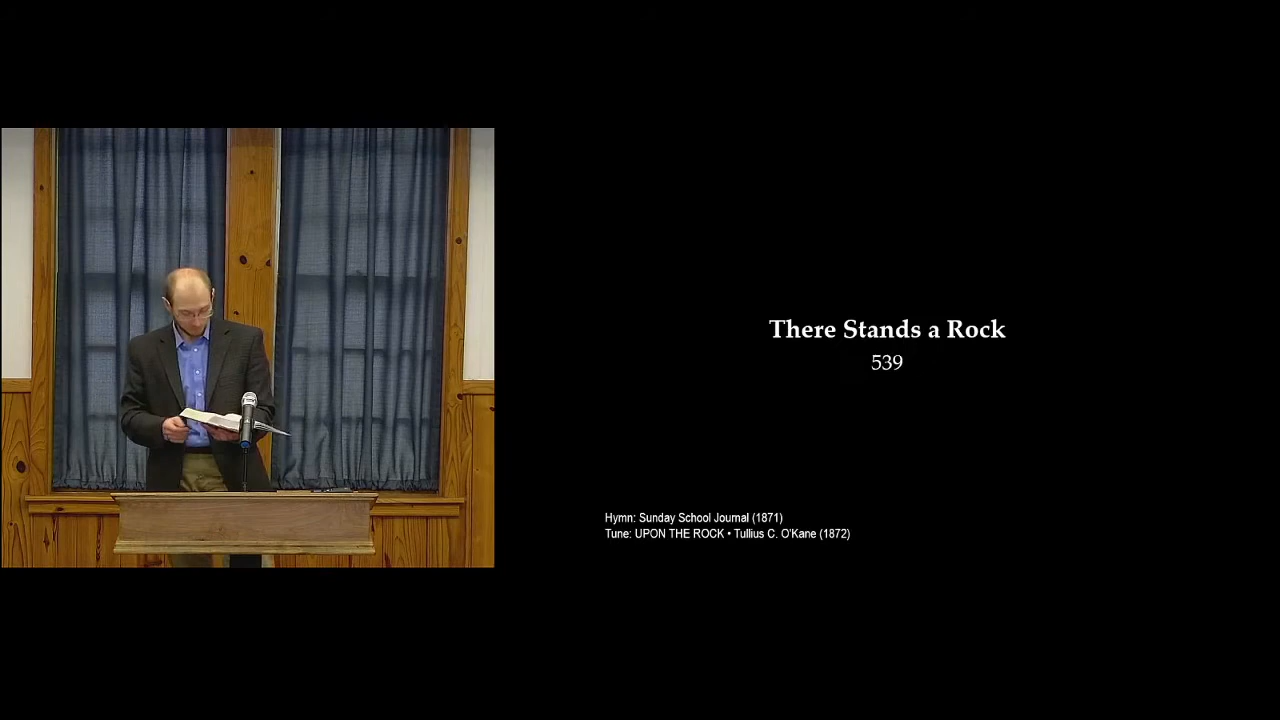 There Stands a Rock
539
Hymn: Sunday School Journal (1871)
Tune: UPON THE ROCK • Tullius C. O'Kane (1872)